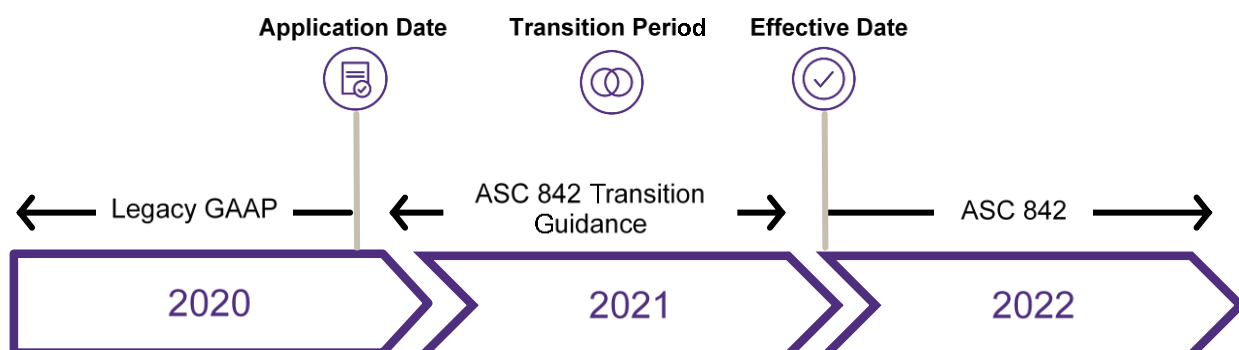 Application Date
Transition Period
Effective Date
Legacy GAAP
ASC 842 Transition
Guidance
ASC 842
2020
2021
2022